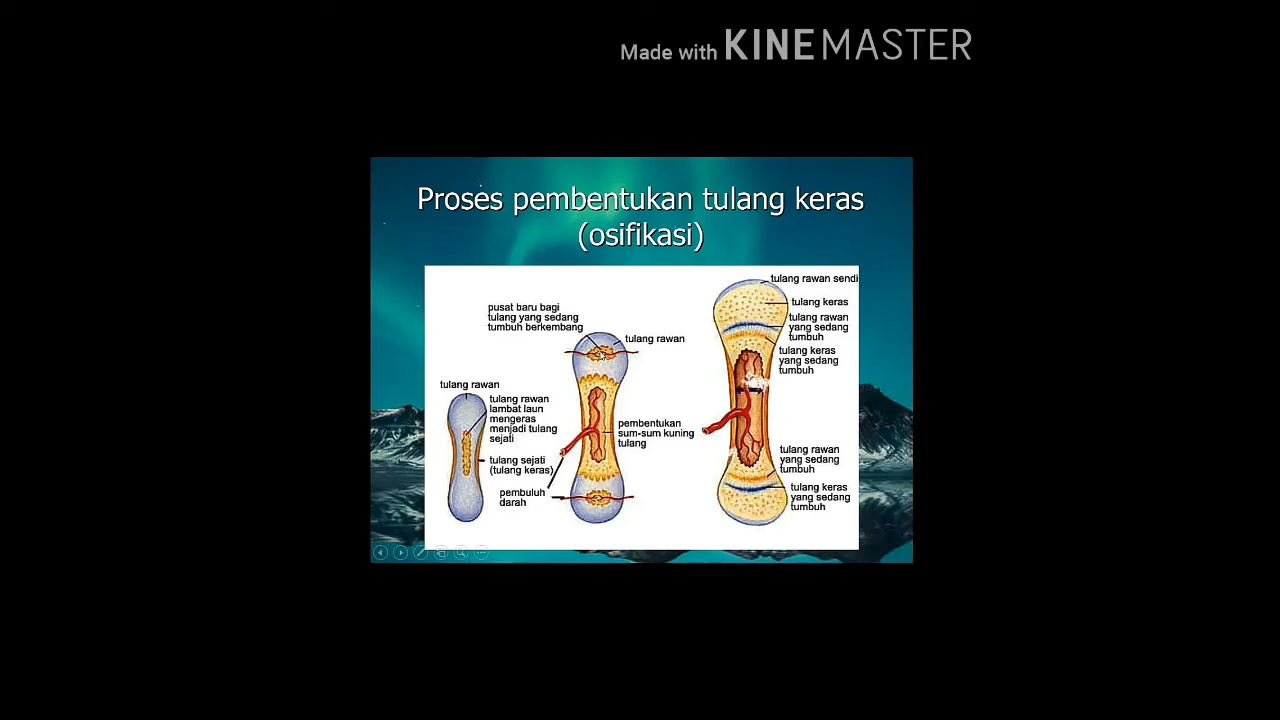 Made with KINEMASTER
Proses pembentukan tulang keras
(osifikasi)
tulang rawan
tulang rawan
lambat laun
mengeras
menjadi tulang
sejati
tulang sejati
(tulang keras)
pembuluh
darah
pusat baru bagi
tulang yang sedang
tumbuh berkembang
tulang rawan
pembentukan
sum-sum kuning
tulang
tulang rawan sendi
tulang keras
tulang rawan
yang sedang
tumbuh
tulang keras
yang sedang
tumbuh
tulang rawan
yang sedang
tumbuh
tulang keras
yang sedang
tumbuh